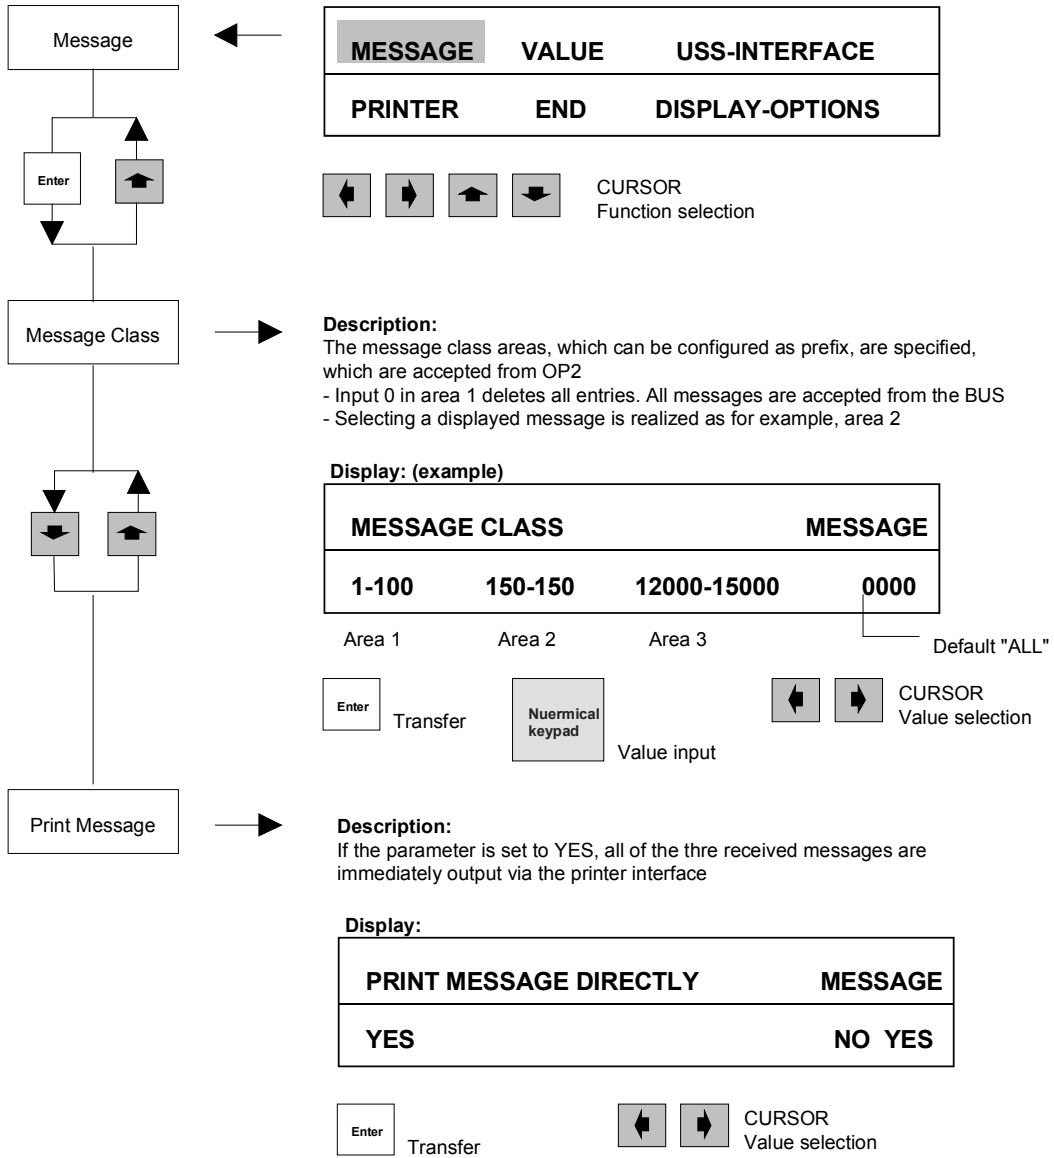 Message
MESSAGE VALUE USS-INTERFACE
PRINTER END DISPLAY-OPTIONS
Enter
CURSOR
Function selection
Message Class
Description:
The message class areas, which can be configured as prefix, are specified,
which are accepted from OP2
- Input 0 in area 1 deletes all entries. All messages are accepted from the BUS
- Selecting a displayed message is realized as for example, area 2
Display: (example)
MESSAGE CLASS MESSAGE
1-100 150-150 12000-15000 0000
Area 1 Area 2 Area 3
Default "ALL"
Enter
Transfer
Nuermical
keypad
Value input
CURSOR
Value selection
Print Message
Description:
If the parameter is set to YES, all of the thre received messages are
immediately output via the printer interface
Display:
PRINT MESSAGE DIRECTLY MESSAGE
YES NO YES
Enter
Transfer
CURSOR
Value selection